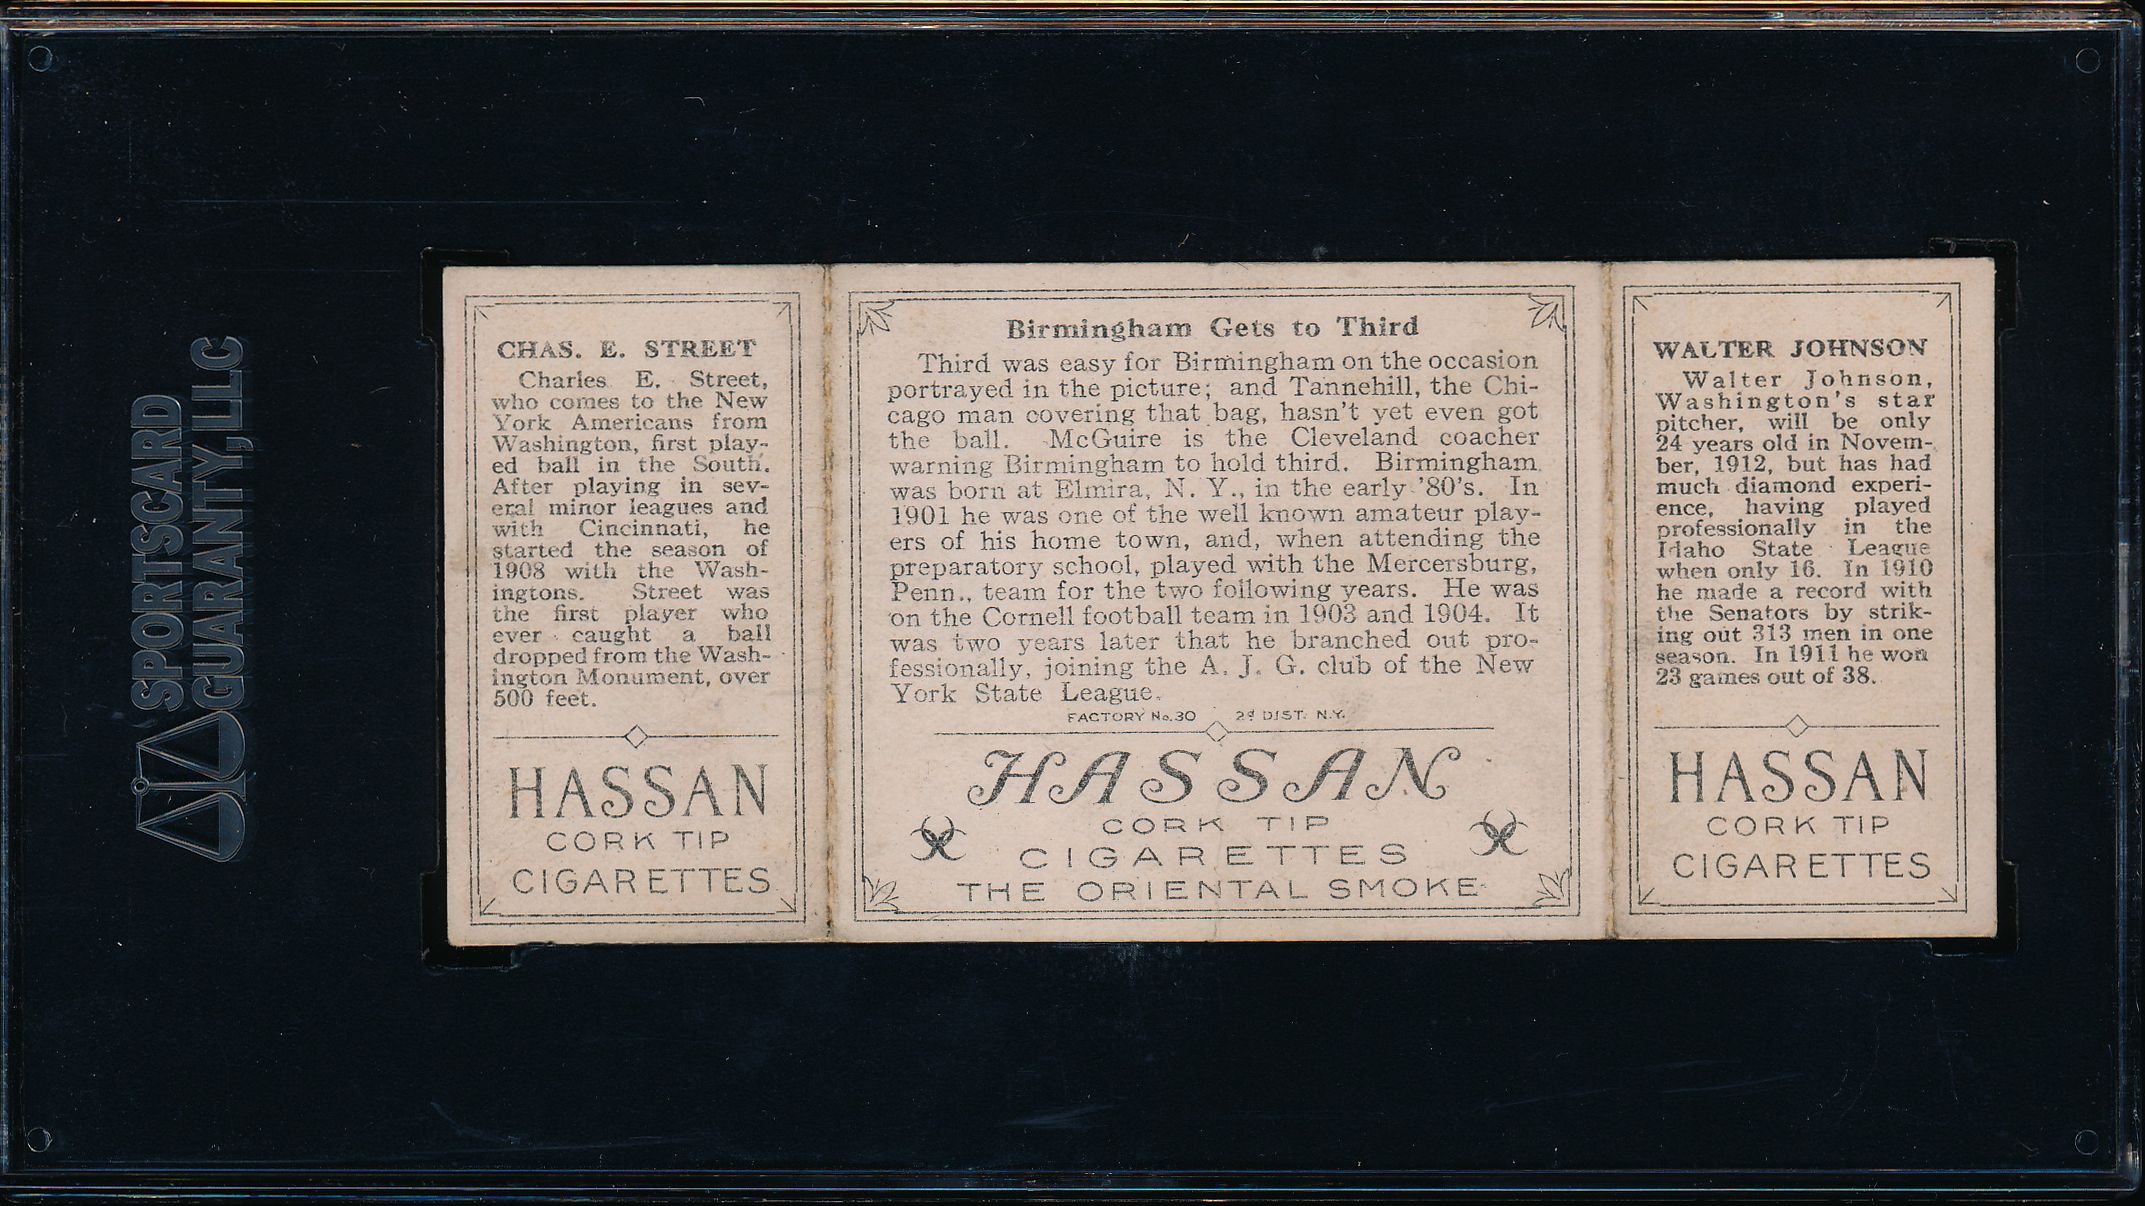 SPORTSCARD
GUARANTY, LLC
CHAS. E. STREET
Charles E. Street,
who comes to the New
York Americans from
Washington, first play-
ed ball in the South.
After playing in sev-
eral minor leagues and
with Cincinnati, he
started the season of
1908 with the Wash-
ingtons. Street was
the first player who
ever caught a ball
dropped from the Wash-
ington Monument, over
500 feet.
HASSAN
CORK TIP
CIGARETTES
Birmingham Gets to Third
Third was easy for Birmingham on the occasion
portrayed in the picture; and Tannehill, the Chi-
cago man covering that bag, hasn't yet even got
the ball. McGuire is the Cleveland coacher
warning Birmingham to hold third. Birmingham
was born at Elmira, N. Y., in the early '80's. In
1901 he was one of the well known amateur play-
ers of his home town, and, when attending the
preparatory school, played with the Mercersburg,
Penn., team for the two following years. He was
on the Cornell football team in 1903 and 1904. It
was two years later that he branched out pro-
fessionally, joining the A. J. G. club of the New
York State League.
FACTORY No. 30 2d DIST. N.Y.
HASSAN
CORK TIP
CIGARETTES
THE ORIENTAL SMOKE
WALTER JOHNSON
Walter Johnson,
Washington's star
pitcher, will be only
24 years old in Novem-
ber, 1912, but has had
much diamond experi-
ence, having played
professionally in the
Idaho State League
when only 16. In 1910
he made a record with
the Senators by strik-
ing out 313 men in one
season. In 1911 he won
23 games out of 38.
HASSAN
CORK TIP
CIGARETTES